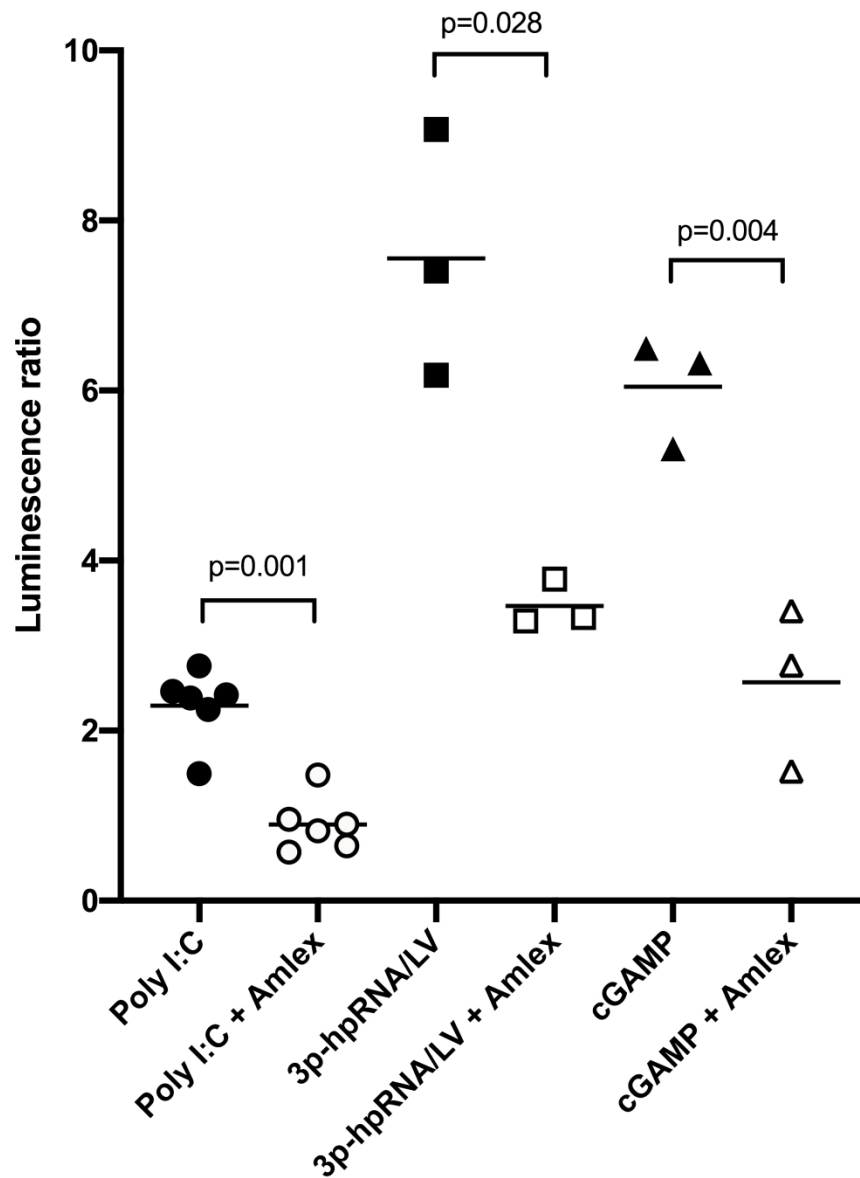 p=0.028
10
8
p=0.004
Luminescence ratio
6
4
p=0.001
2
0
Poly I:C
Poly I:C + Amlex
3p-hpRNA/LV
3p-hpRNA/LV + Amlex
cGAMP
cGAMP + Amlex